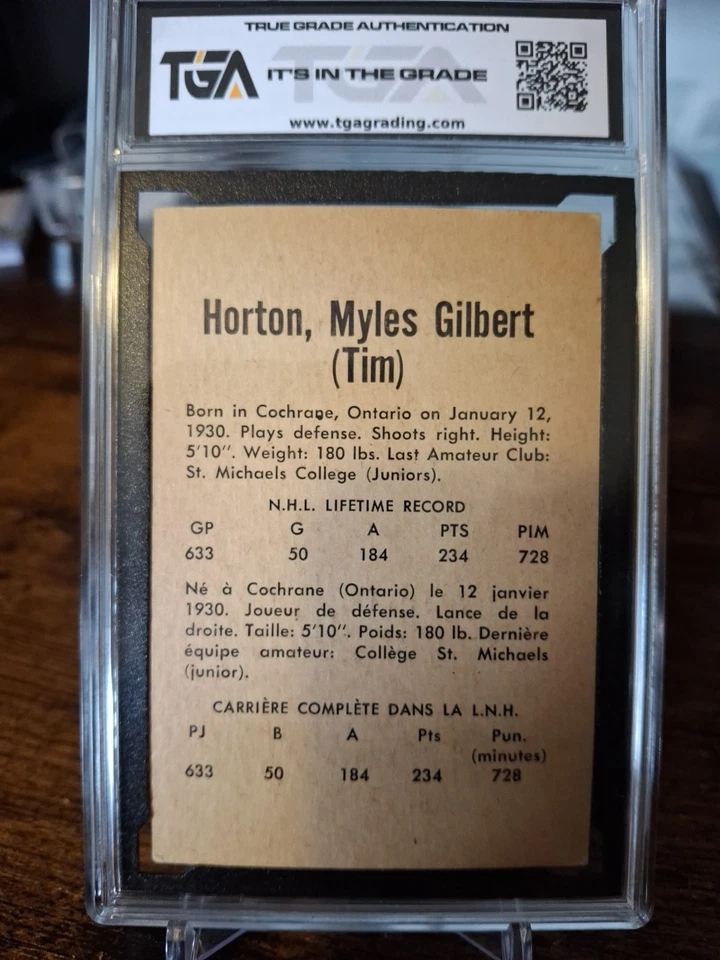 TRUE GRADE AUTHENTICATION
TGA IT'S IN THE GRADE
www.tgagrading.com
Horton, Myles Gilbert
(Tim)
Born in Cochrane, Ontario on January 12,
1930. Plays defense. Shoots right. Height:
5'10". Weight: 180 lbs. Last Amateur Club:
St. Michaels College (Juniors).
N.H.L. LIFETIME RECORD
GP G A PTS PIM
633 50 184 234 728
Né à Cochrane (Ontario) le 12 janvier
1930. Joueur de défense. Lance de la
droite. Taille: 5'10". Poids: 180 lb. Dernière
équipe amateur: Collège St. Michaels
(junior).
CARRIÈRE COMPLÈTE DANS LA L.N.H.
PJ B A Pts Pun.
(minutes)
633 50 184 234 728